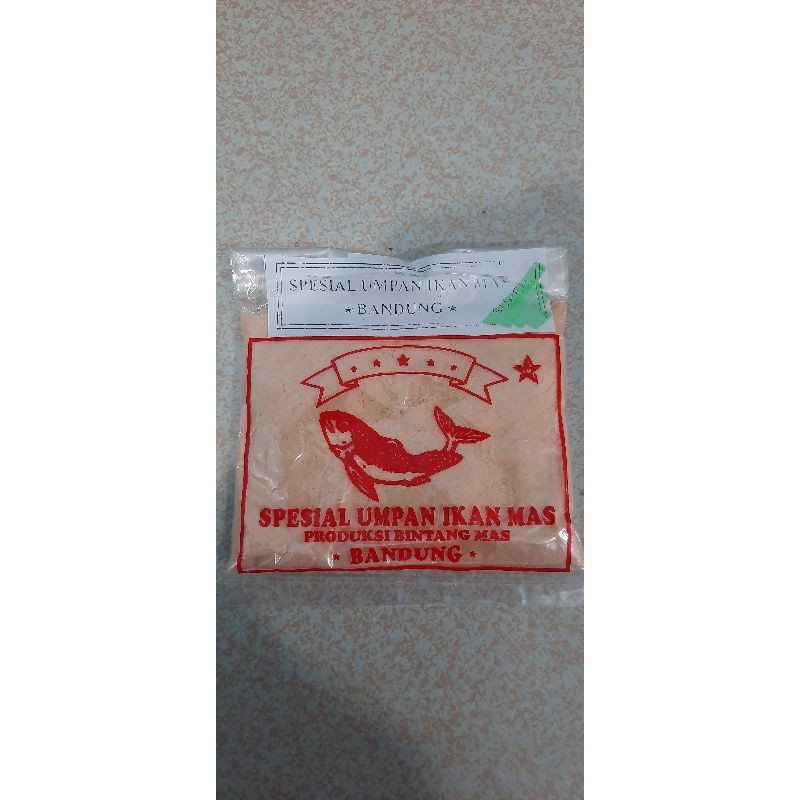 SPESIAL UMPAN IKAN MAS
★ BANDUNG ★
SPESIAL UMPAN IKAN MAS
PRODUKSI BINTANG MAS
★ BANDUNG ★